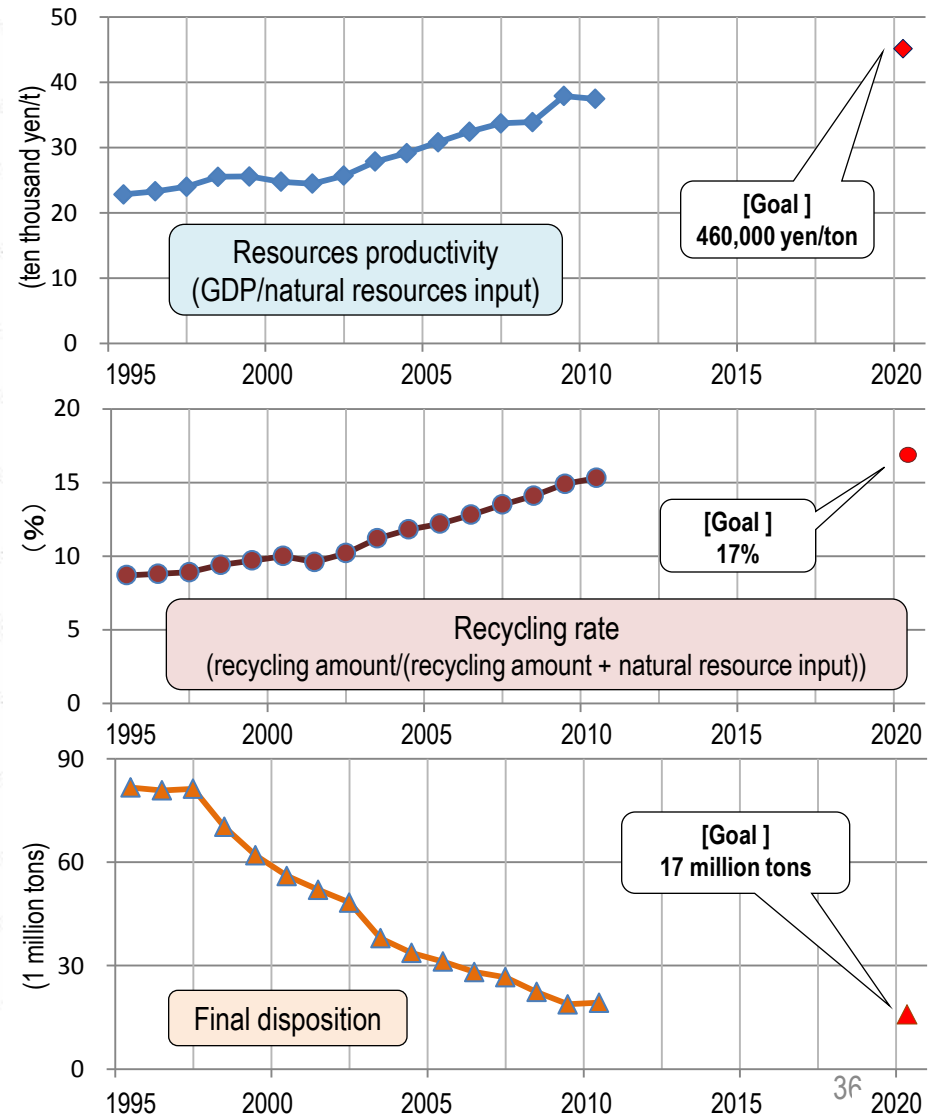 50
40
30
20
10
0
(ten thousand yen/t)
[Goal ]
460,000 yen/ton
Resources productivity
(GDP/natural resources input)
1995 2000 2005 2010 2015 2020
20
15
10
5
0
(%)
[Goal ]
17%
Recycling rate
(recycling amount/(recycling amount + natural resource input))
1995 2000 2005 2010 2015 2020
90
60
30
0
(1 million tons)
[Goal ]
17 million tons
Final disposition
1995 2000 2005 2010 2015 2020
36